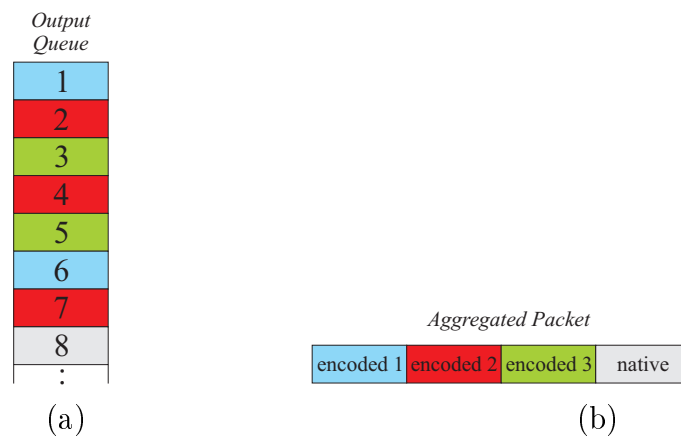 Output
Queue
1
2
3
4
5
6
7
8
:
Aggregated Packet
encoded 1 encoded 2 encoded 3 native
(a) (b)